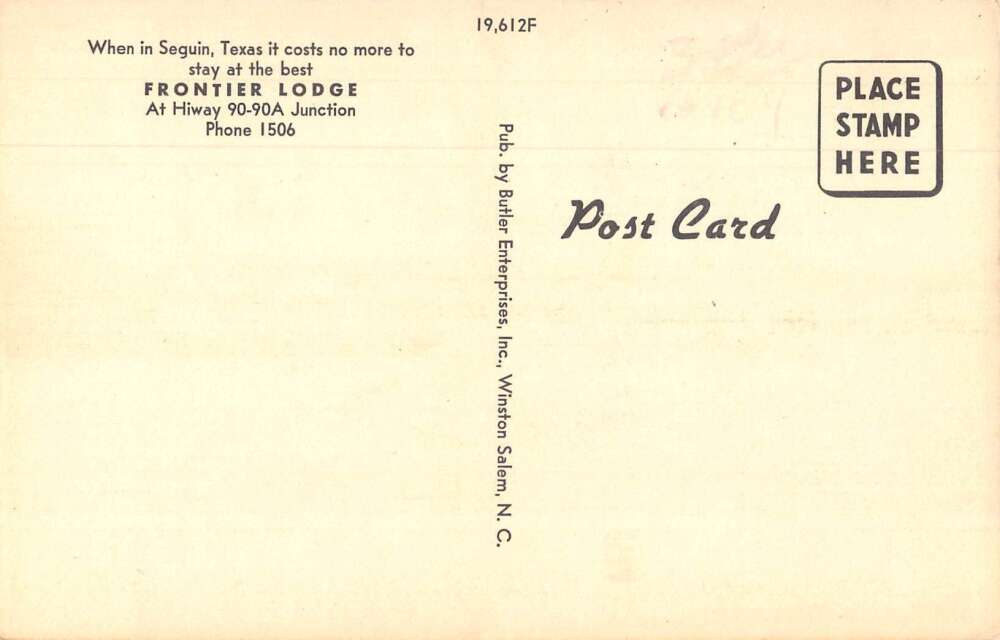 19,612F
When in Seguin, Texas it costs no more to
stay at the best
FRONTIER LODGE
At Hiway 90-90A Junction
Phone 1506
Pub. by Butler Enterprises, Inc., Winston Salem, N. C.
PLACE
STAMP
HERE
Post Card